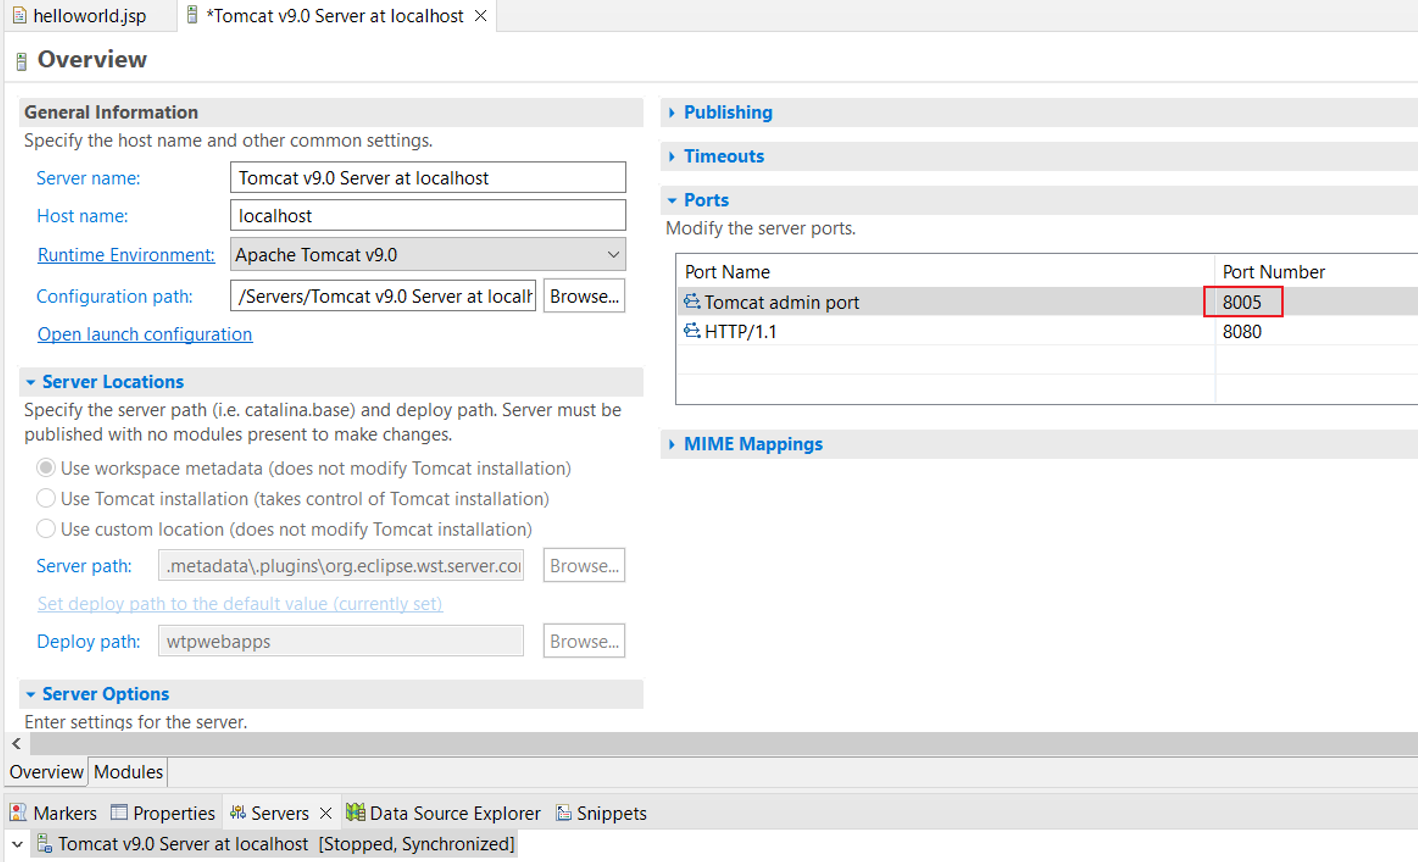 helloworld.jsp
*Tomcat v9.0 Server at localhost
Overview
General Information
Specify the host name and other common settings.
Server name:
Tomcat v9.0 Server at localhost
Host name:
localhost
Runtime Environment:
Apache Tomcat v9.0
Configuration path:
/Servers/Tomcat v9.0 Server at localh
Browse...
Open launch configuration
Server Locations
Specify the server path (i.e. catalina.base) and deploy path. Server must be
published with no modules present to make changes.
Use workspace metadata (does not modify Tomcat installation)
Use Tomcat installation (takes control of Tomcat installation)
Use custom location (does not modify Tomcat installation)
Server path:
.metadata\.plugins\org.eclipse.wst.server.co
Browse...
Set deploy path to the default value (currently set)
Deploy path:
wtpwebapps
Browse...
Server Options
Enter settings for the server.
Publishing
Timeouts
Ports
Modify the server ports.
Port Name Port Number
Tomcat admin port 8005
HTTP/1.1 8080
MIME Mappings
Overview Modules
Markers Properties Servers Data Source Explorer Snippets
Tomcat v9.0 Server at localhost [Stopped, Synchronized]